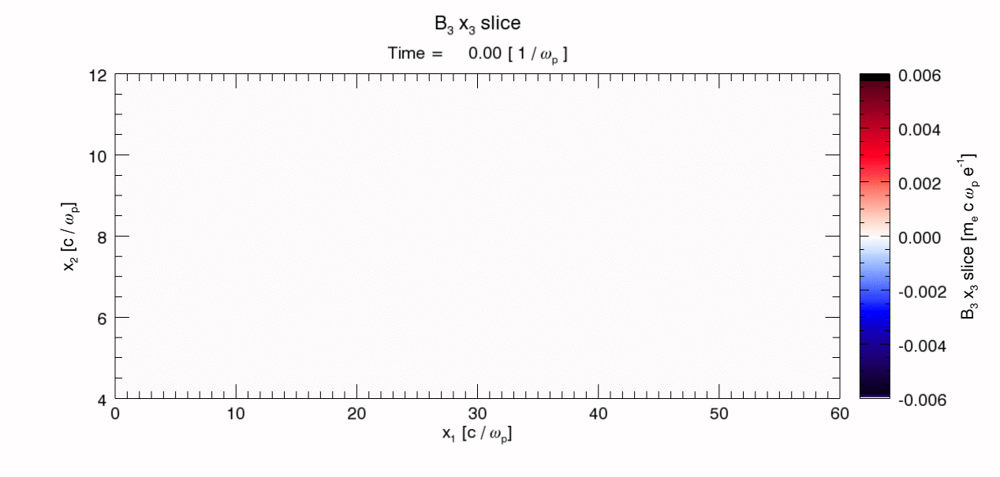 B₃ x₃ slice
Time = 0.00 [ 1 / ωₚ ]
12
10
8
6
4
x₂ [c / ωₚ]
0 10 20 30 40 50 60
x₁ [c / ωₚ]
0.006
0.004
0.002
0.000
-0.002
-0.004
-0.006
B₃ x₃ slice [mₑ c ωₚ e⁻¹]